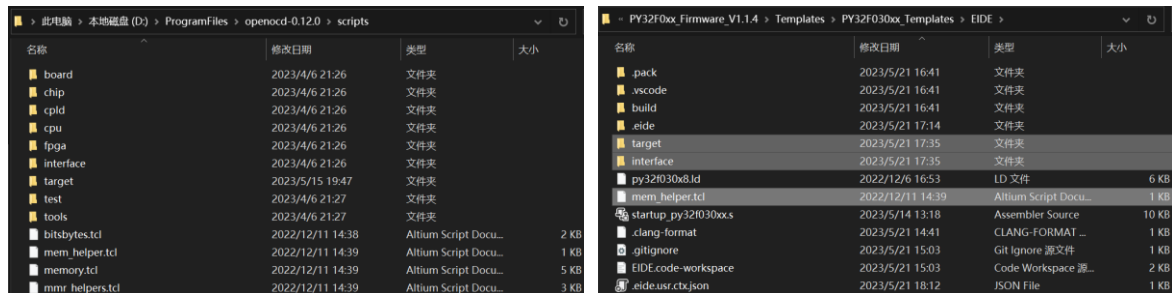 此电脑 › 本地磁盘 (D:) › ProgramFiles › openocd-0.12.0 › scripts
名称 修改日期 类型 大小
board 2023/4/6 21:26 文件夹
chip 2023/4/6 21:26 文件夹
cpld 2023/4/6 21:26 文件夹
cpu 2023/4/6 21:26 文件夹
fpga 2023/4/6 21:26 文件夹
interface 2023/4/6 21:26 文件夹
target 2023/5/15 19:47 文件夹
test 2023/4/6 21:27 文件夹
tools 2023/4/6 21:27 文件夹
bitsbytes.tcl 2022/12/11 14:38 Altium Script Docu... 2 KB
mem_helper.tcl 2022/12/11 14:39 Altium Script Docu... 1 KB
memory.tcl 2022/12/11 14:39 Altium Script Docu... 5 KB
mmr_helpers.tcl 2022/12/11 14:39 Altium Script Docu... 3 KB
« PY32F0xx_Firmware_V1.1.4 › Templates › PY32F030xx_Templates › EIDE ›
名称 修改日期 类型 大小
.pack 2023/5/21 16:41 文件夹
.vscode 2023/5/21 16:41 文件夹
build 2023/5/21 16:41 文件夹
.eide 2023/5/21 17:14 文件夹
target 2023/5/21 17:35 文件夹
interface 2023/5/21 17:35 文件夹
py32f030x8.ld 2022/12/6 16:53 LD 文件 6 KB
mem_helper.tcl 2022/12/11 14:39 Altium Script Docu... 1 KB
startup_py32f030xx.s 2023/5/14 13:18 Assembler Source 10 KB
.clang-format 2023/5/21 14:41 CLANG-FORMAT ... 1 KB
.gitignore 2023/5/21 15:03 Git Ignore 源文件 1 KB
EIDE.code-workspace 2023/5/21 15:03 Code Workspace 源... 2 KB
.eide.usr.ctx.json 2023/5/21 18:12 JSON File 1 KB